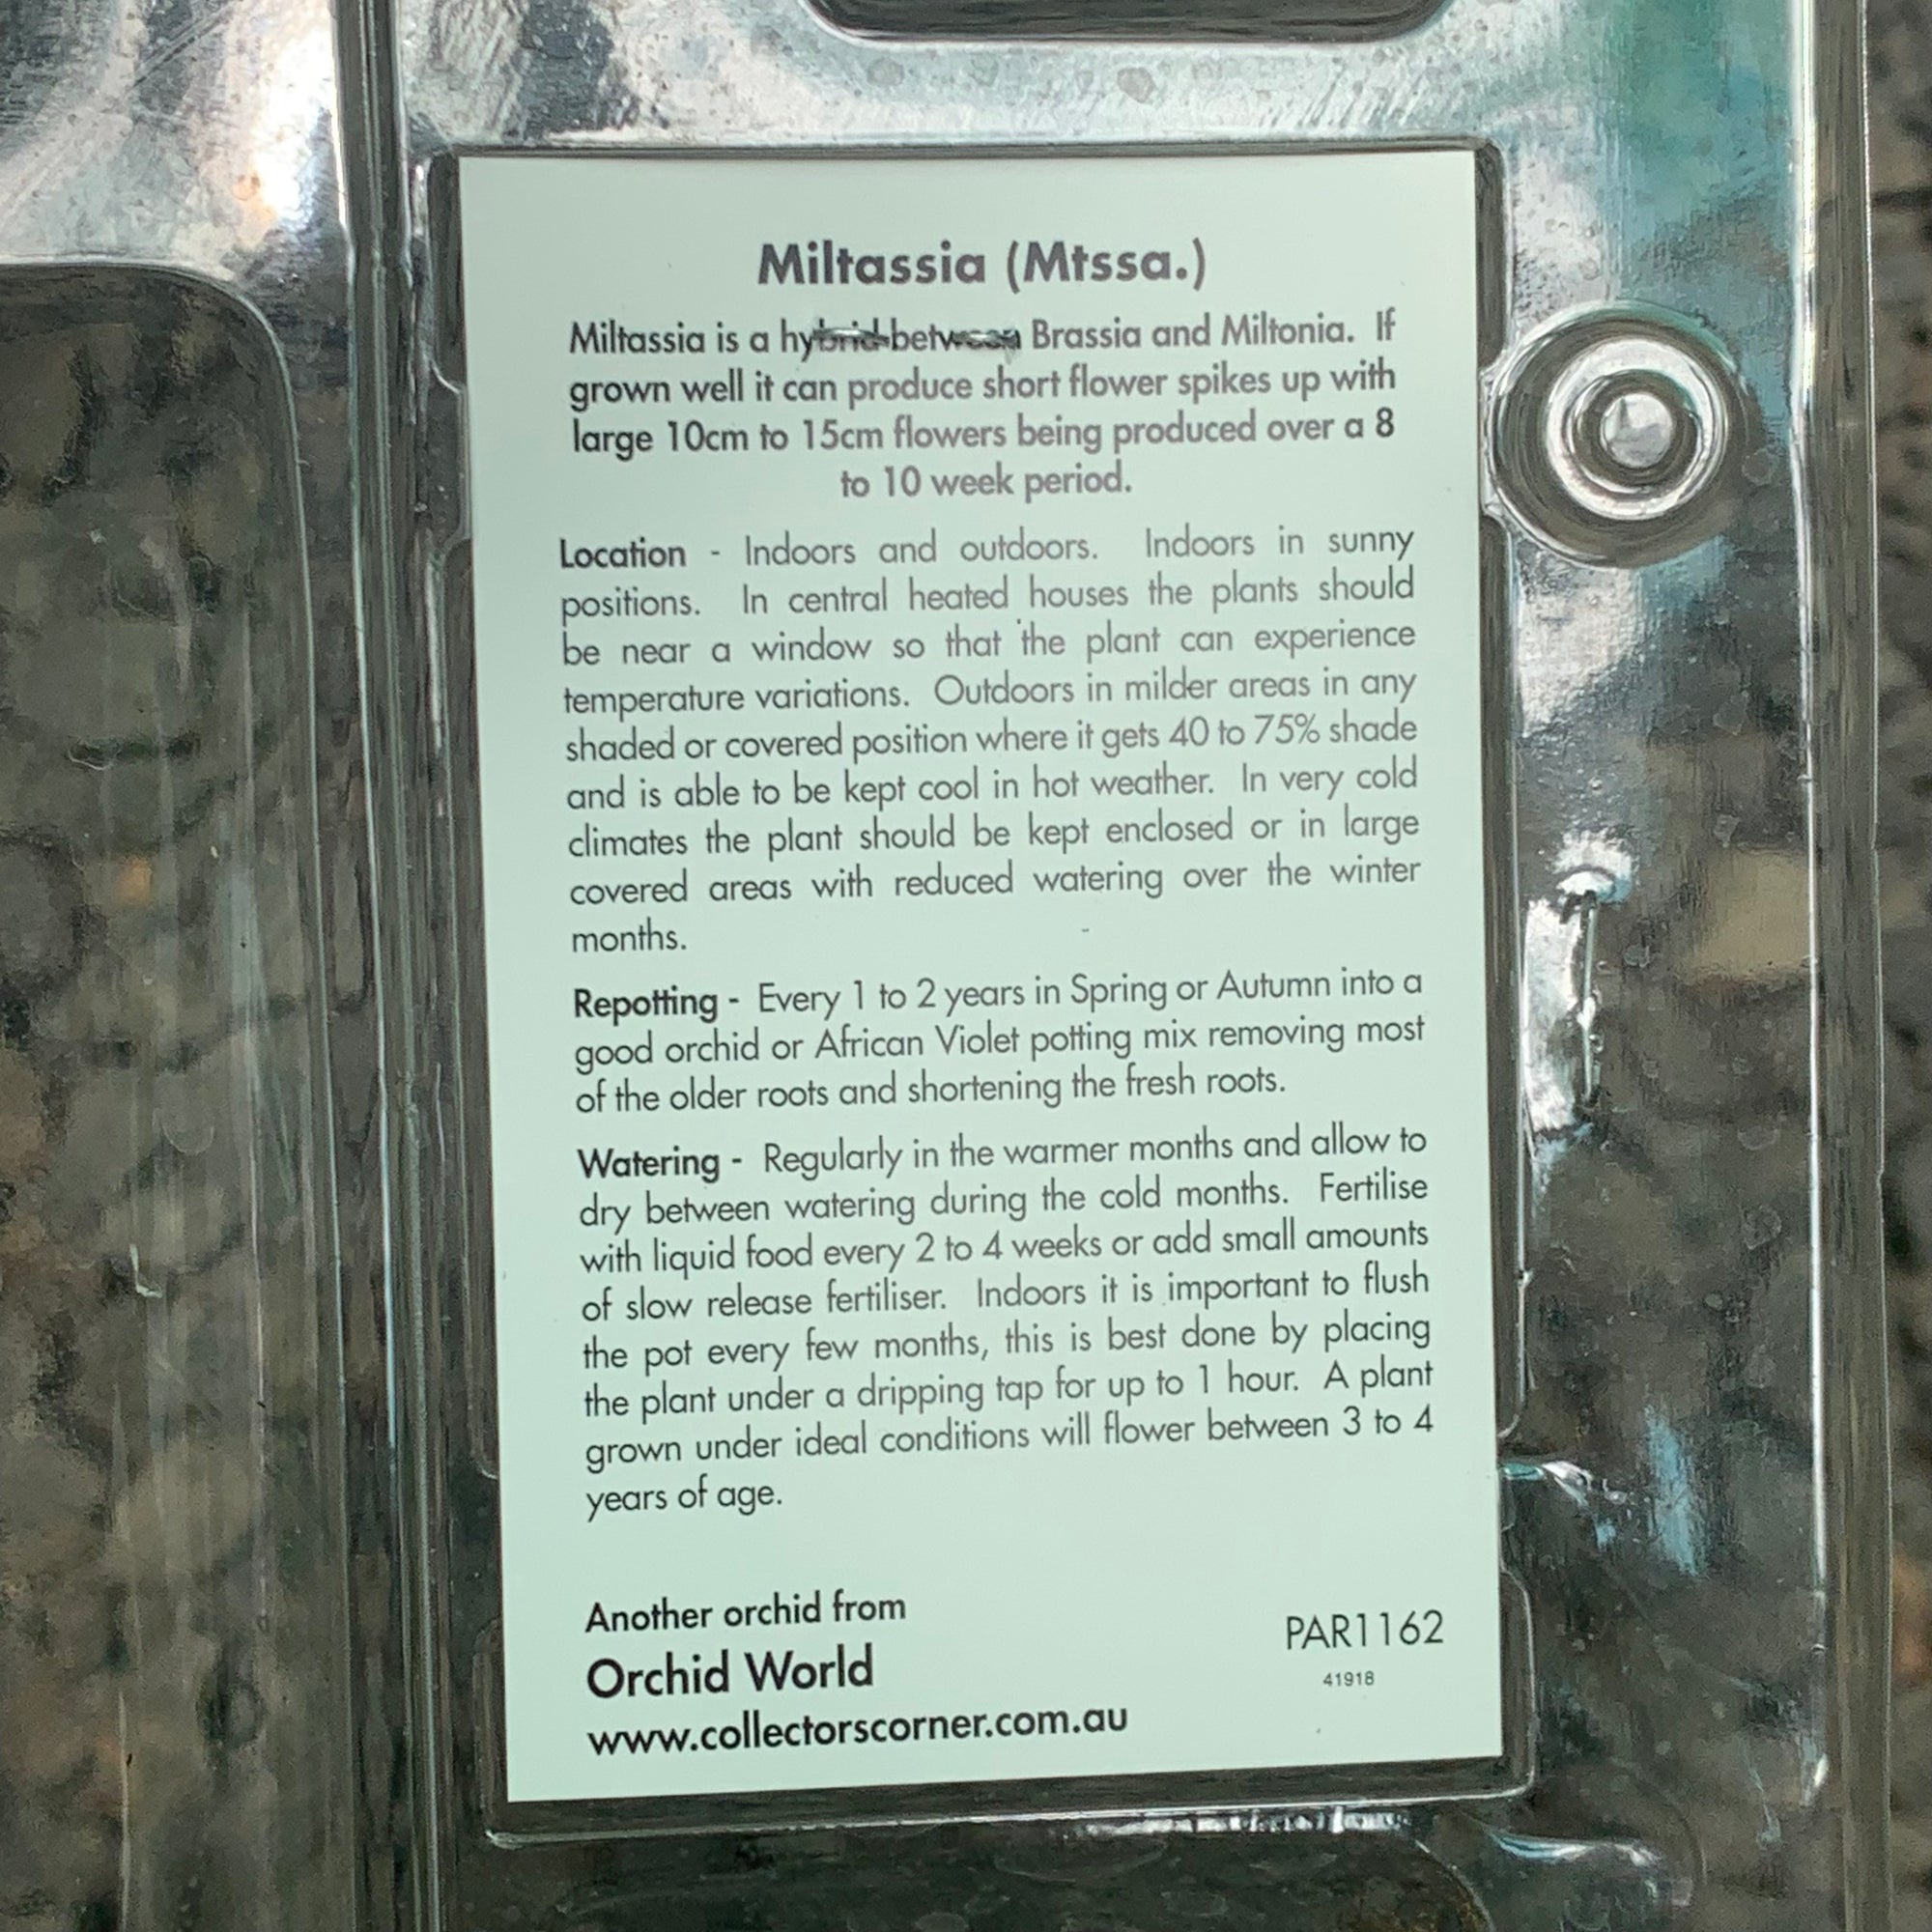 Miltassia (Mtssa.)
Miltassia is a hybrid between Brassia and Miltonia. If
grown well it can produce short flower spikes up with
large 10cm to 15cm flowers being produced over a 8
to 10 week period.
Location - Indoors and outdoors. Indoors in sunny
positions. In central heated houses the plants should
be near a window so that the plant can experience
temperature variations. Outdoors in milder areas in any
shaded or covered position where it gets 40 to 75% shade
and is able to be kept cool in hot weather. In very cold
climates the plant should be kept enclosed or in large
covered areas with reduced watering over the winter
months.
Repotting - Every 1 to 2 years in Spring or Autumn into a
good orchid or African Violet potting mix removing most
of the older roots and shortening the fresh roots.
Watering - Regularly in the warmer months and allow to
dry between watering during the cold months. Fertilise
with liquid food every 2 to 4 weeks or add small amounts
of slow release fertiliser. Indoors it is important to flush
the pot every few months, this is best done by placing
the plant under a dripping tap for up to 1 hour. A plant
grown under ideal conditions will flower between 3 to 4
years of age.
Another orchid from
Orchid World
www.collectorscorner.com.au
PAR1162
41918